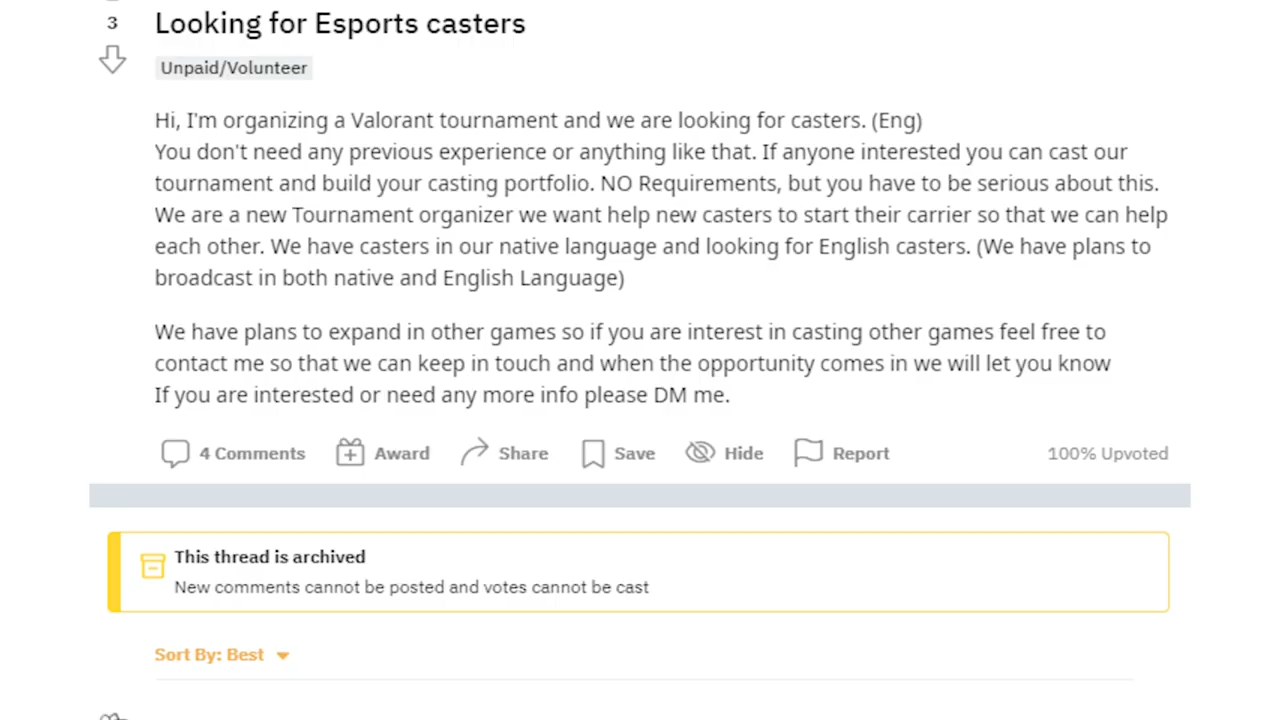 3
Looking for Esports casters
Unpaid/Volunteer
Hi, I'm organizing a Valorant tournament and we are looking for casters. (Eng)
You don't need any previous experience or anything like that. If anyone interested you can cast our
tournament and build your casting portfolio. NO Requirements, but you have to be serious about this.
We are a new Tournament organizer we want help new casters to start their carrier so that we can help
each other. We have casters in our native language and looking for English casters. (We have plans to
broadcast in both native and English Language)
We have plans to expand in other games so if you are interest in casting other games feel free to
contact me so that we can keep in touch and when the opportunity comes in we will let you know
If you are interested or need any more info please DM me.
4 Comments Award Share Save Hide Report 100% Upvoted
This thread is archived
New comments cannot be posted and votes cannot be cast
Sort By: Best